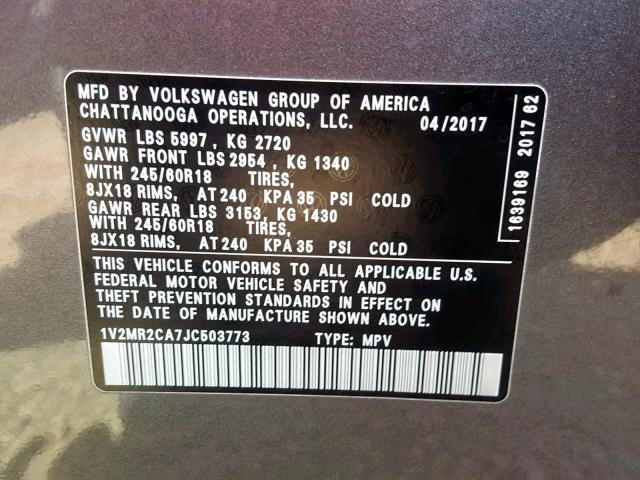 MFD BY VOLKSWAGEN GROUP OF AMERICA
CHATTANOOGA OPERATIONS, LLC. 04/2017
GVWR LBS 5997 , KG 2720
GAWR FRONT LBS 2954 , KG 1340
WITH 245/60R18 TIRES,
8JX18 RIMS, AT 240 KPA 35 PSI COLD
GAWR REAR LBS 3153, KG 1430
WITH 245/60R18 TIRES,
8JX18 RIMS, AT 240 KPA 35 PSI COLD
THIS VEHICLE CONFORMS TO ALL APPLICABLE U.S.
FEDERAL MOTOR VEHICLE SAFETY AND
THEFT PREVENTION STANDARDS IN EFFECT ON
THE DATE OF MANUFACTURE SHOWN ABOVE.
1V2MR2CA7JC503773 TYPE: MPV
1639169 2017 62